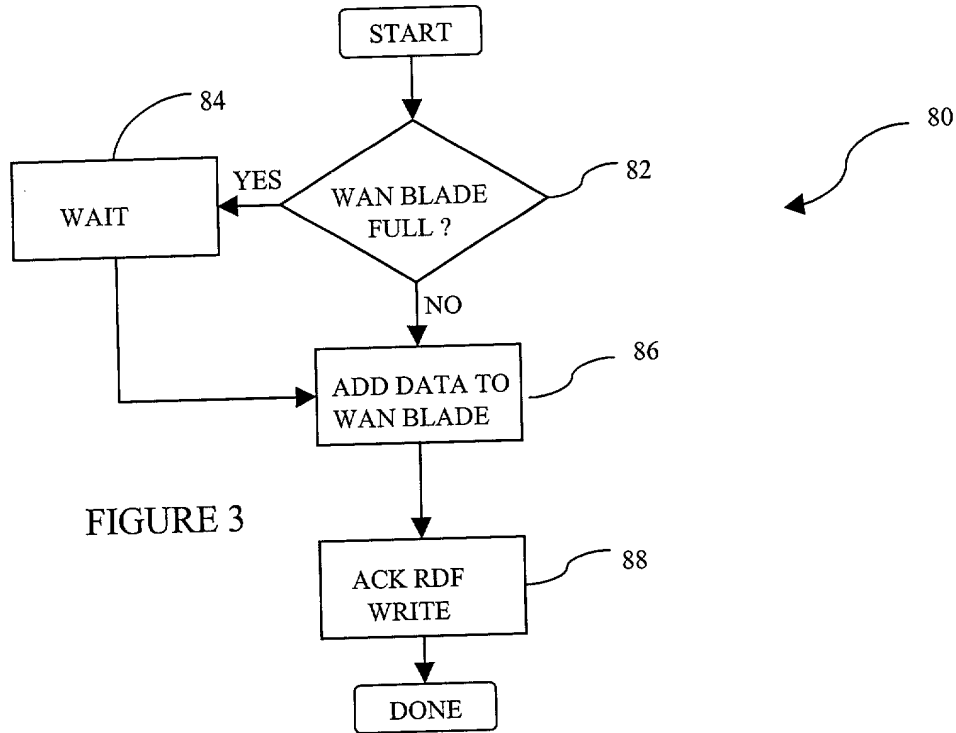 START
84
80
YES
82
WAN BLADE
FULL ?
WAIT
NO
86
ADD DATA TO
WAN BLADE
FIGURE 3
88
ACK RDF
WRITE
DONE